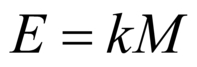 E = kM